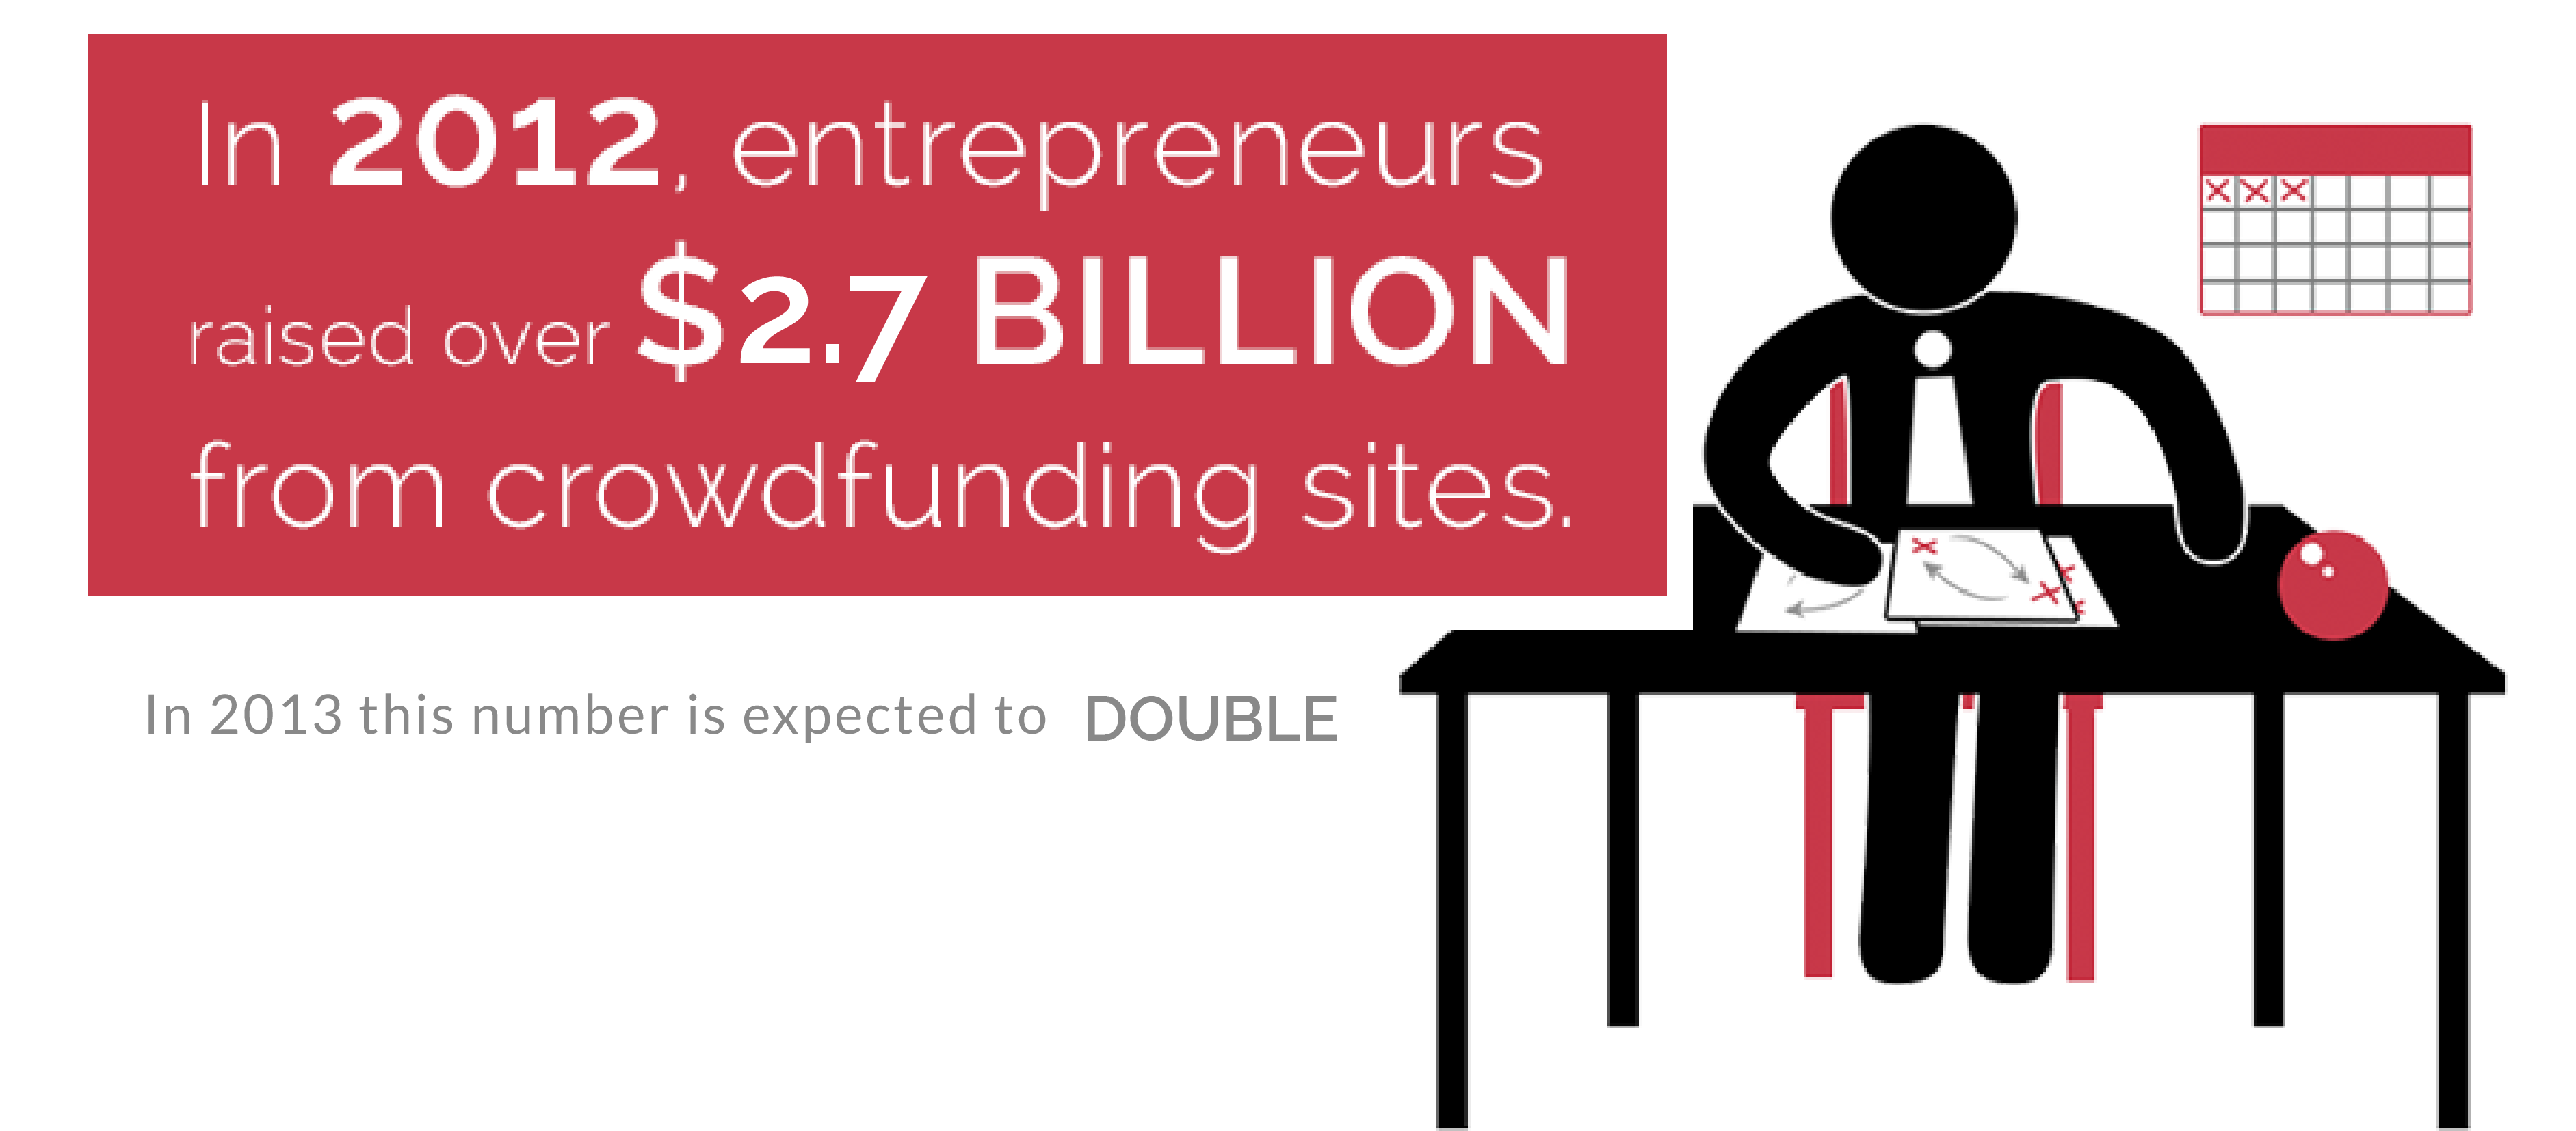 In 2012, entrepreneurs
raised over $2.7 BILLION
from crowdfunding sites.
In 2013 this number is expected to DOUBLE